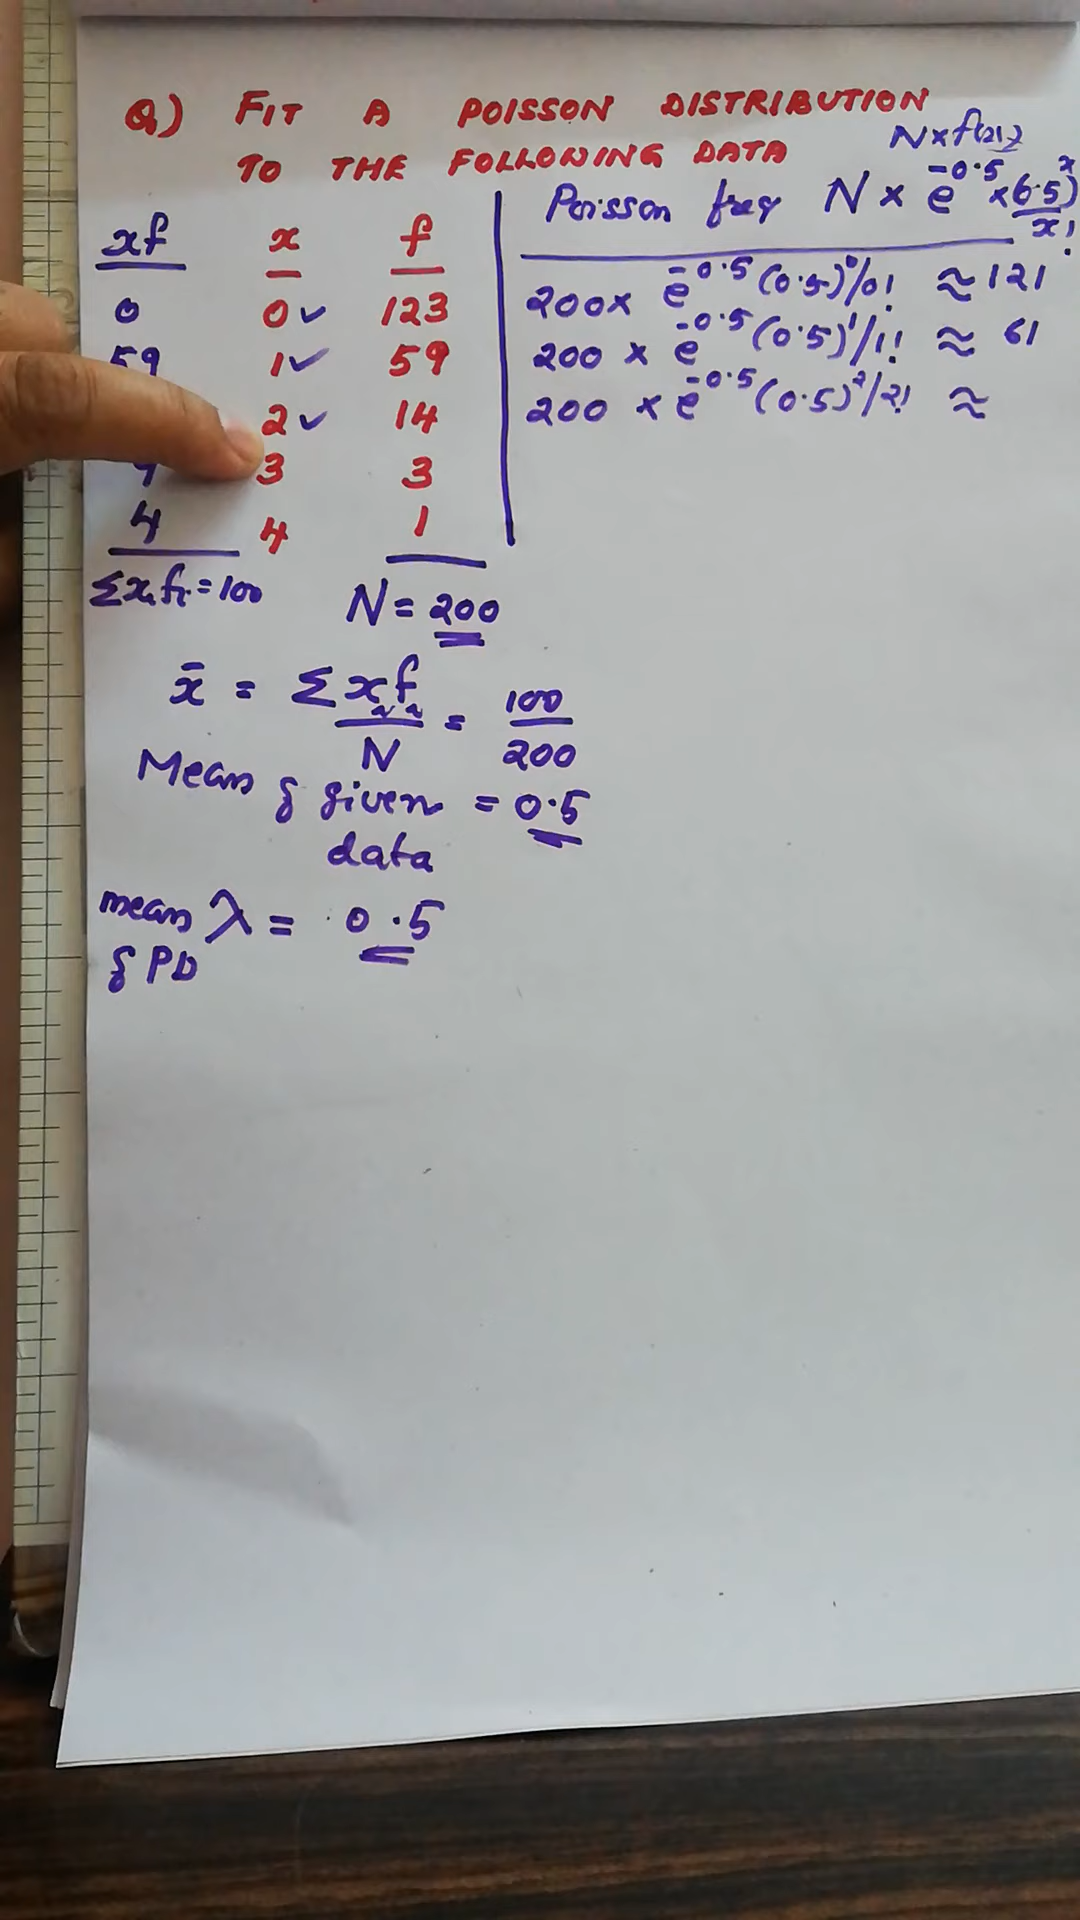 Q) FIT A POISSON DISTRIBUTION
TO THE FOLLOWING DATA
N×f(x)
xf x f
0 0✓ 123
59 1✓ 59
2✓ 14
9 3 3
4 4 1
Σxᵢfᵢ=100 N=200
Poisson freq N × e^-0.5 × (0.5)^x/x!
200× e^-0.5 (0.5)^0/0! ≈ 121
200 × e^-0.5 (0.5)^1/1! ≈ 61
200 × e^-0.5 (0.5)^2/2! ≈
x̄ = Σxf/N = 100/200
Mean of given = 0.5
data
mean λ = 0.5
of PD